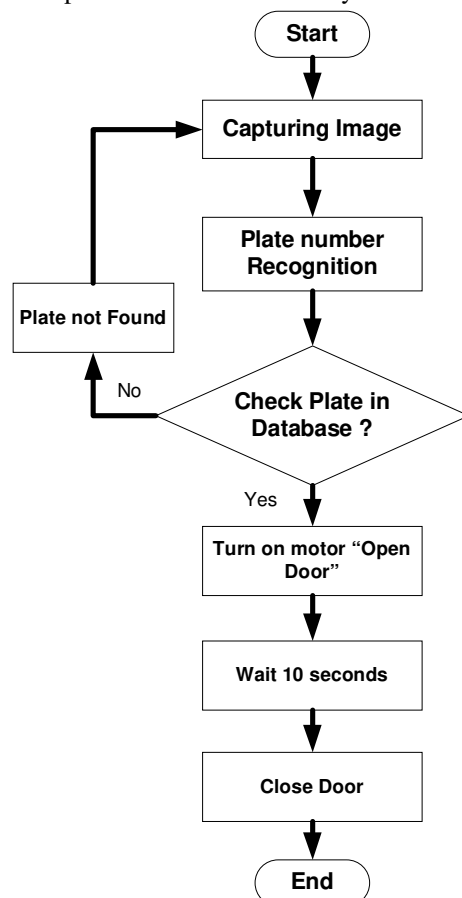 Start
Capturing Image
Plate number
Recognition
Plate not Found
No
Check Plate in
Database ?
Yes
Turn on motor “Open
Door”
Wait 10 seconds
Close Door
End